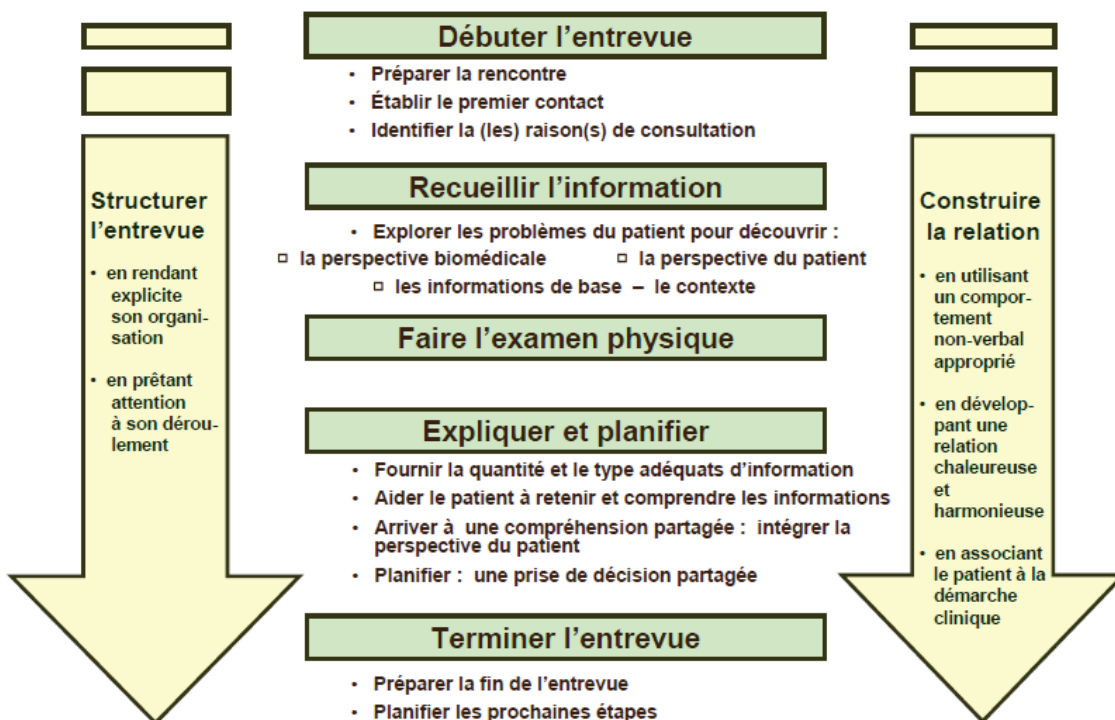 Débuter l’entrevue
• Préparer la rencontre
• Établir le premier contact
• Identifier la (les) raison(s) de consultation
Structurer
l’entrevue
• en rendant
explicite
son organi-
sation
• en prêtant
attention
à son dérou-
lement
Recueillir l’information
• Explorer les problèmes du patient pour découvrir :
□ la perspective biomédicale □ la perspective du patient
□ les informations de base – le contexte
Faire l’examen physique
Expliquer et planifier
• Fournir la quantité et le type adéquats d’information
• Aider le patient à retenir et comprendre les informations
• Arriver à une compréhension partagée : intégrer la
perspective du patient
• Planifier : une prise de décision partagée
Terminer l’entrevue
• Préparer la fin de l’entrevue
• Planifier les prochaines étapes
Construire
la relation
• en utilisant
un compor-
tement
non-verbal
approprié
• en dévelop-
pant une
relation
chaleureuse
et
harmonieuse
• en associant
le patient à la
démarche
clinique